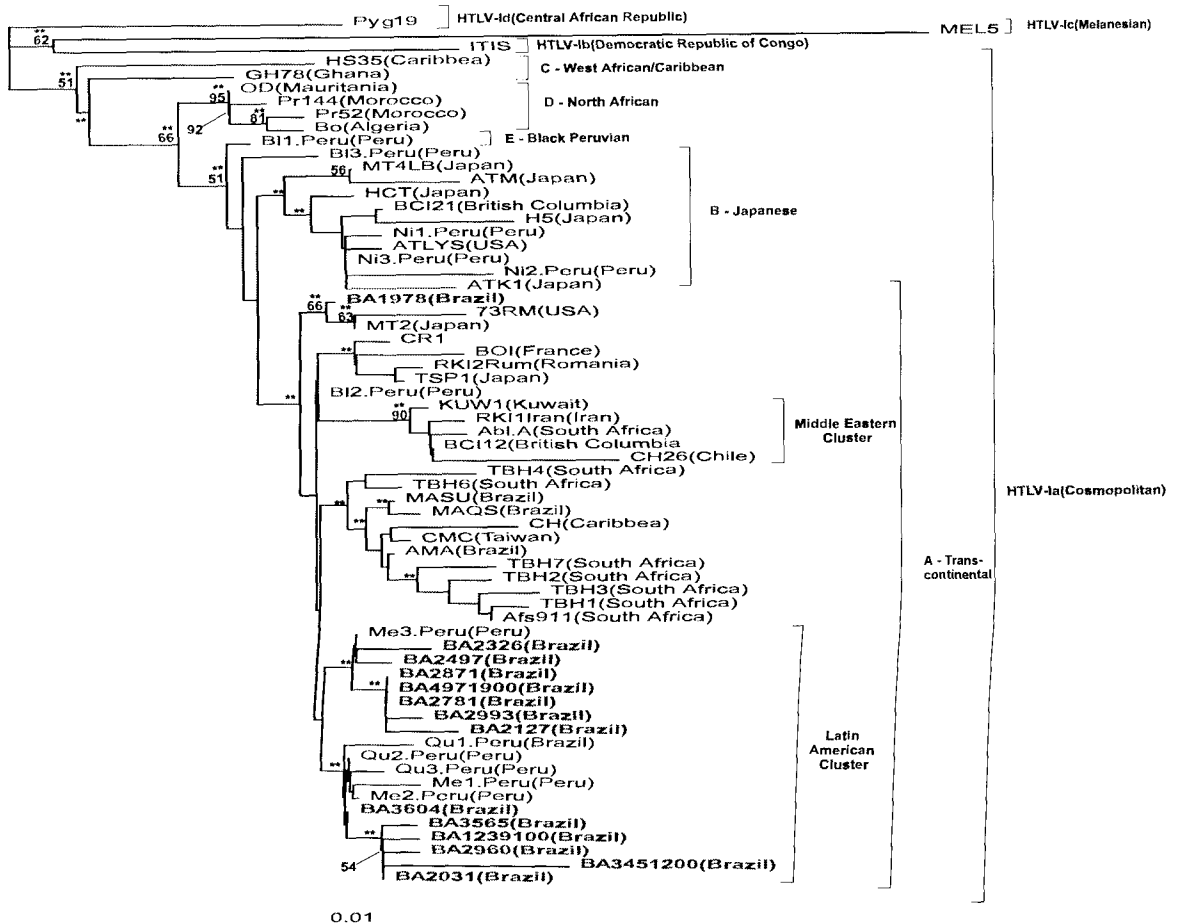 Pyg19
HTLV-Id(Central African Republic)
MEL5
HTLV-Ic(Melanesian)
**
62
ITIS
HTLV-Ib(Democratic Republic of Congo)
HS35(Caribbea)
**
51
GH78(Ghana)
C - West African/Caribbean
**
OD(Mauritania)
**
95
Pr144(Morocco)
D - North African
Pr52(Morocco)
**
81
Bo(Algeria)
92
**
66
BI1.Peru(Peru)
E - Black Peruvian
BI3.Peru(Peru)
**
51
MT4LB(Japan)
56
ATM(Japan)
**
HCT(Japan)
BCI21(British Columbia)
**
H5(Japan)
B - Japanese
Ni1.Peru(Peru)
ATLYS(USA)
Ni3.Peru(Peru)
Ni2.Peru(Peru)
ATK1(Japan)
**
66
BA1978(Brazil)
73RM(USA)
**
63
MT2(Japan)
CR1
**
BOI(France)
RKI2Rum(Romania)
TSP1(Japan)
BI2.Peru(Peru)
**
KUW1(Kuwait)
**
90
RKI1Iran(Iran)
Abl.A(South Africa)
BCI12(British Columbia
CH26(Chile)
Middle Eastern
Cluster
TBH4(South Africa)
TBH6(South Africa)
HTLV-Ia(Cosmopolitan)
**
MASU(Brazil)
**
MAQS(Brazil)
**
CH(Caribbea)
CMC(Taiwan)
AMA(Brazil)
A - Trans-
continental
TBH7(South Africa)
**
TBH2(South Africa)
TBH3(South Africa)
TBH1(South Africa)
Afs911(South Africa)
Me3.Peru(Peru)
BA2326(Brazil)
**
BA2497(Brazil)
BA2871(Brazil)
**
BA4971900(Brazil)
BA2781(Brazil)
BA2993(Brazil)
BA2127(Brazil)
Latin
American
Cluster
Qu1.Peru(Brazil)
Qu2.Peru(Peru)
**
Qu3.Peru(Peru)
Me1.Peru(Peru)
Me2.Peru(Peru)
BA3604(Brazil)
BA3565(Brazil)
**
BA1239100(Brazil)
BA2960(Brazil)
54
BA3451200(Brazil)
BA2031(Brazil)
0.01